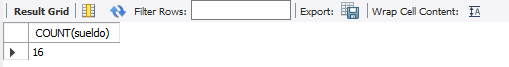 Result Grid Filter Rows: Export: Wrap Cell Content:
COUNT(sueldo)
16